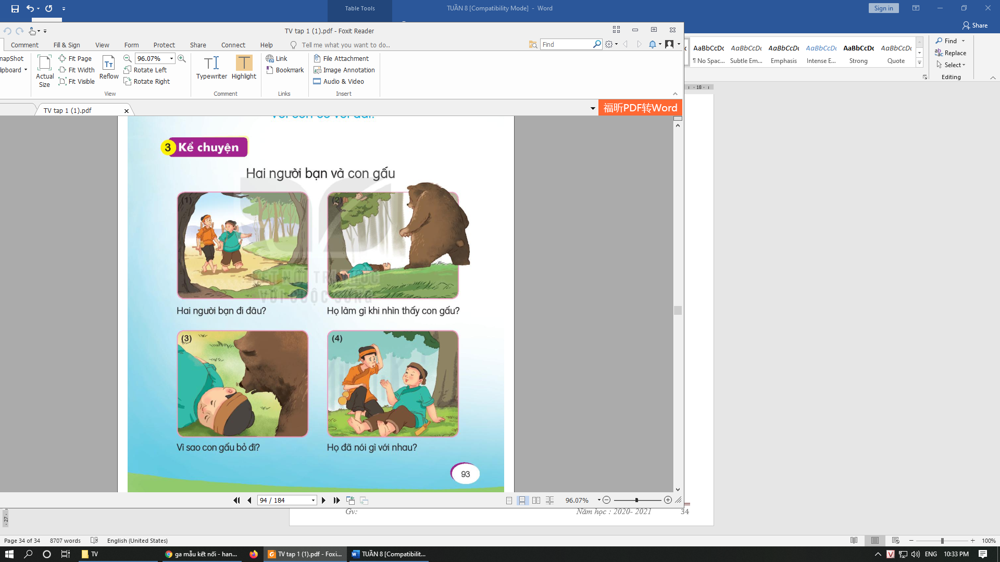 Table Tools
TUẦN 8 [Compatibility Mode] - Word
Sign in
Share
TV tap 1 (1).pdf - Foxit Reader
Comment Fill & Sign View Form Protect Share Connect Help Tell me what you want to do.. Find
Actual Size
Fit Page
Fit Width
Fit Visible
Reflow
96.07%
Rotate Left
Rotate Right
View
Typewriter
Highlight
Comment
Link
Bookmark
Links
File Attachment
Image Annotation
Audio & Video
Insert
AaBbCcDc ¶ No Spac...
Subtle Em...
Emphasis
Intense E...
Strong
Quote
Find
Replace
Select
Editing
18
TV tap 1 (1).pdf
福昕PDF转Word
3 Kể chuyện
Hai người bạn và con gấu
(1)
(2)
Hai người bạn đi đâu?
Họ làm gì khi nhìn thấy con gấu?
(3)
(4)
Vì sao con gấu bỏ đi?
Họ đã nói gì với nhau?
93
94 / 184
96.07%
27
Gv:
Năm học : 2020- 2021
34
Page 34 of 34 8707 words English (United States)
100%
TV
ga mẫu kết nối - han...
TV tap 1 (1).pdf - Foxi...
TUẦN 8 [Compatibilit...
ENG 10:33 PM